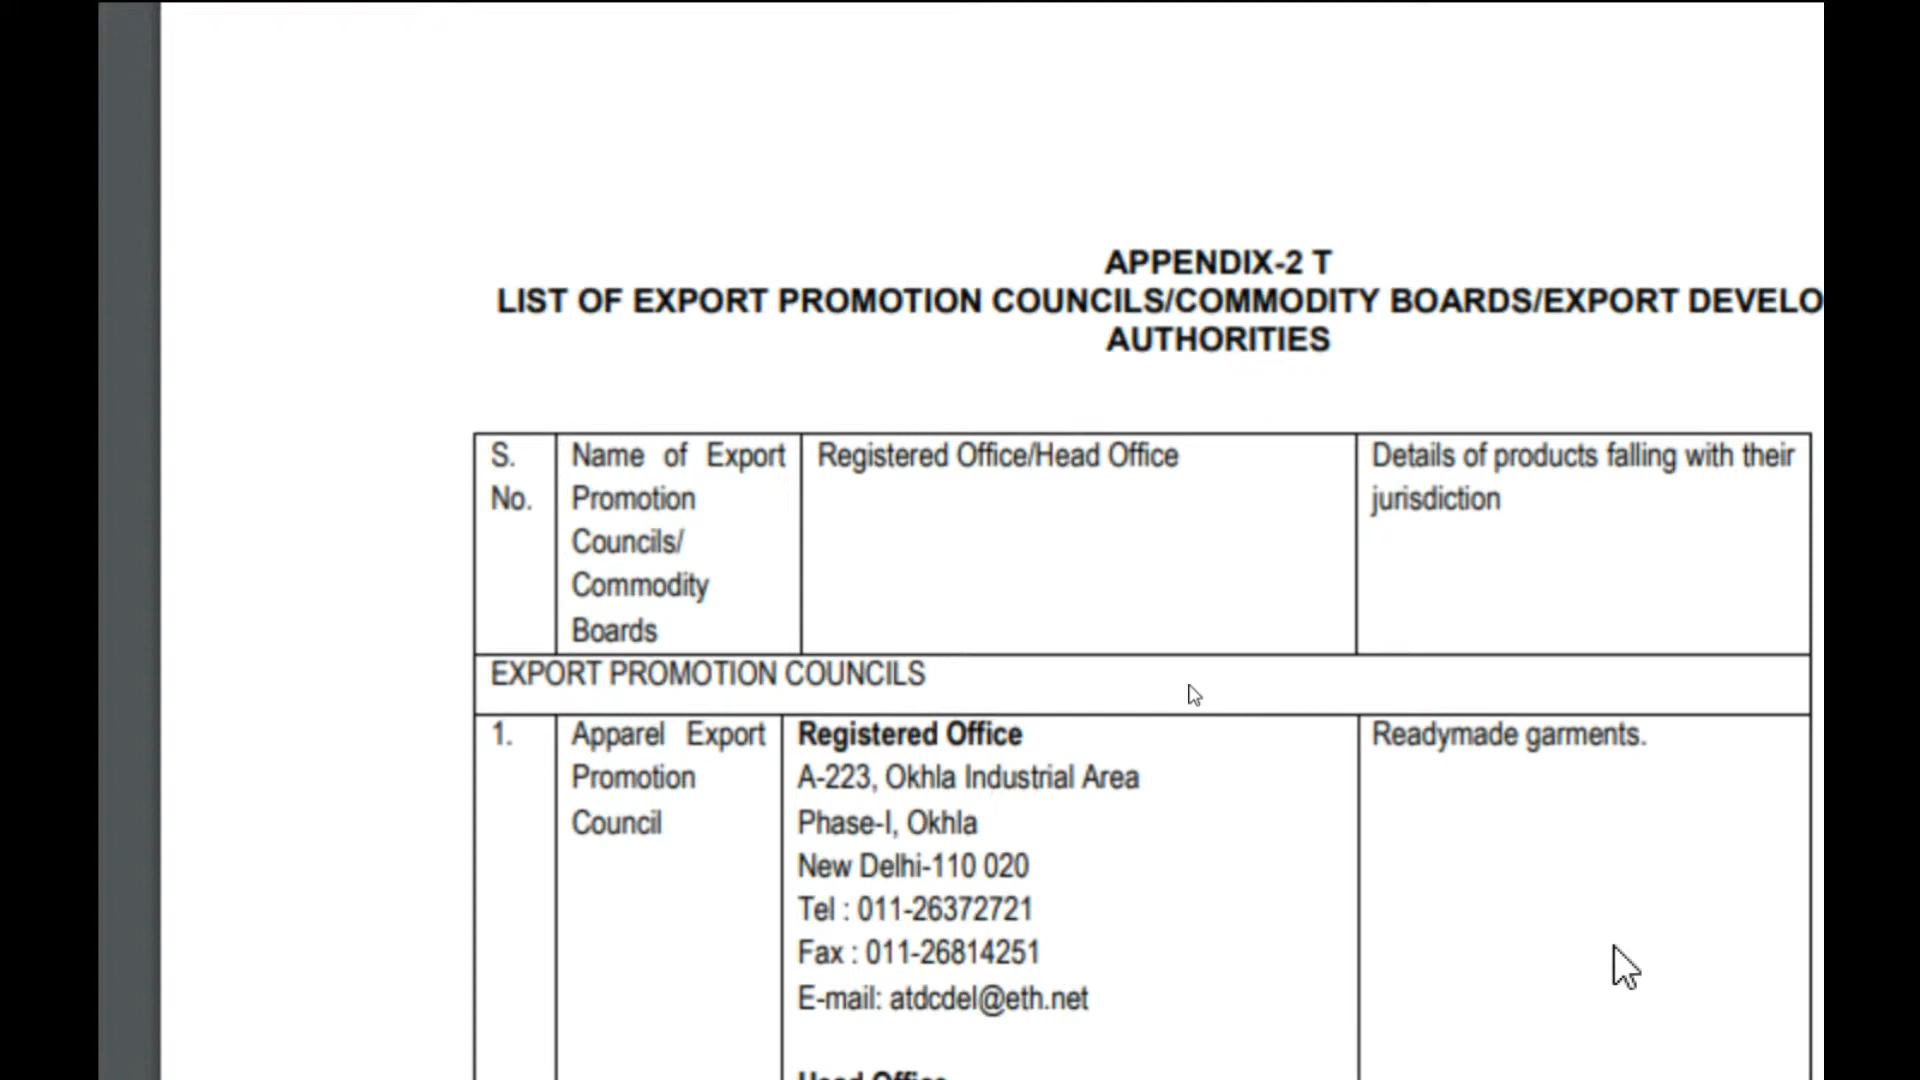 APPENDIX-2 T
LIST OF EXPORT PROMOTION COUNCILS/COMMODITY BOARDS/EXPORT DEVELO
AUTHORITIES
S. No.
Name of Export Promotion Councils/ Commodity Boards
Registered Office/Head Office
Details of products falling with their jurisdiction
EXPORT PROMOTION COUNCILS
1.
Apparel Export Promotion Council
Registered Office
A-223, Okhla Industrial Area
Phase-I, Okhla
New Delhi-110 020
Tel : 011-26372721
Fax : 011-26814251
E-mail: atdcdel@eth.net
Head Office
Readymade garments.